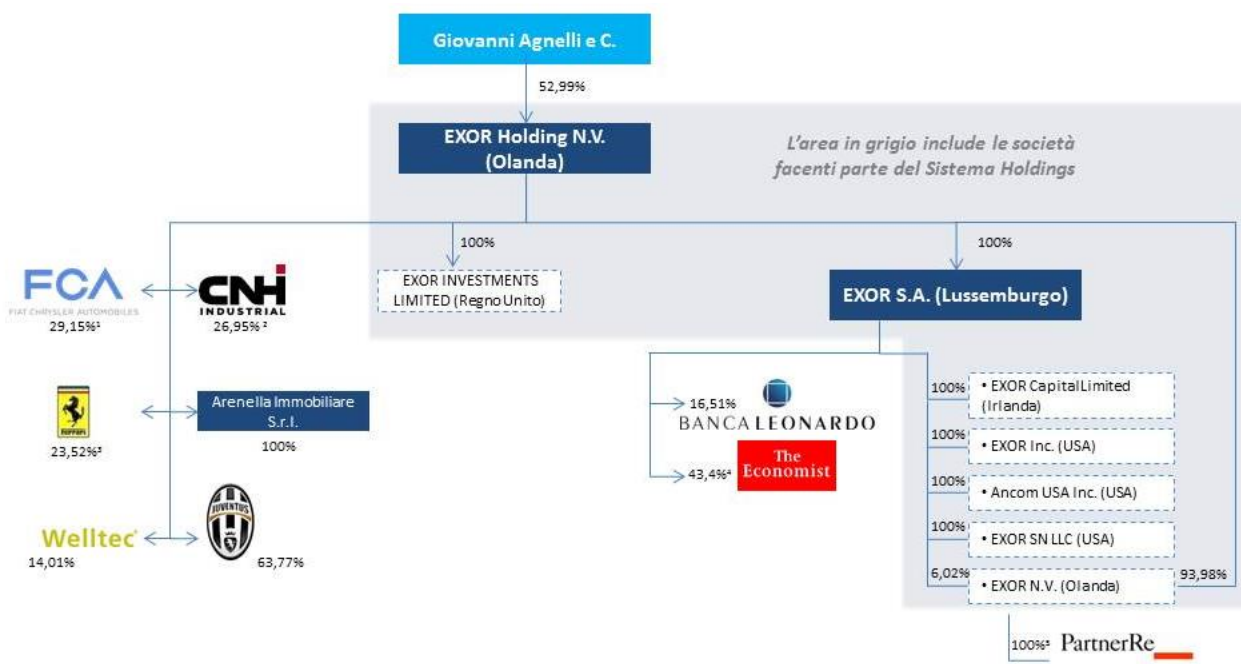 Giovanni Agnelli e C.
52,99%
EXOR Holding N.V.
(Olanda)
L'area in grigio include le società
facenti parte del Sistema Holdings
100%
100%
FCA
FIAT CHRYSLER AUTOMOBILES
29,15%¹
CNH
INDUSTRIAL
26,95% ²
EXOR INVESTMENTS
LIMITED (Regno Unito)
EXOR S.A. (Lussemburgo)
Ferrari
23,52%³
Arenella Immobiliare
S.r.l.
100%
16,51%
BANCA LEONARDO
43,4%⁴
The
Economist
100%
• EXOR Capital Limited
(Irlanda)
100%
• EXOR Inc. (USA)
100%
• Ancom USA Inc. (USA)
100%
• EXOR SN LLC (USA)
6,02%
• EXOR N.V. (Olanda)
93,98%
Welltec
14,01%
JUVENTUS
63,77%
100%⁵
PartnerRe